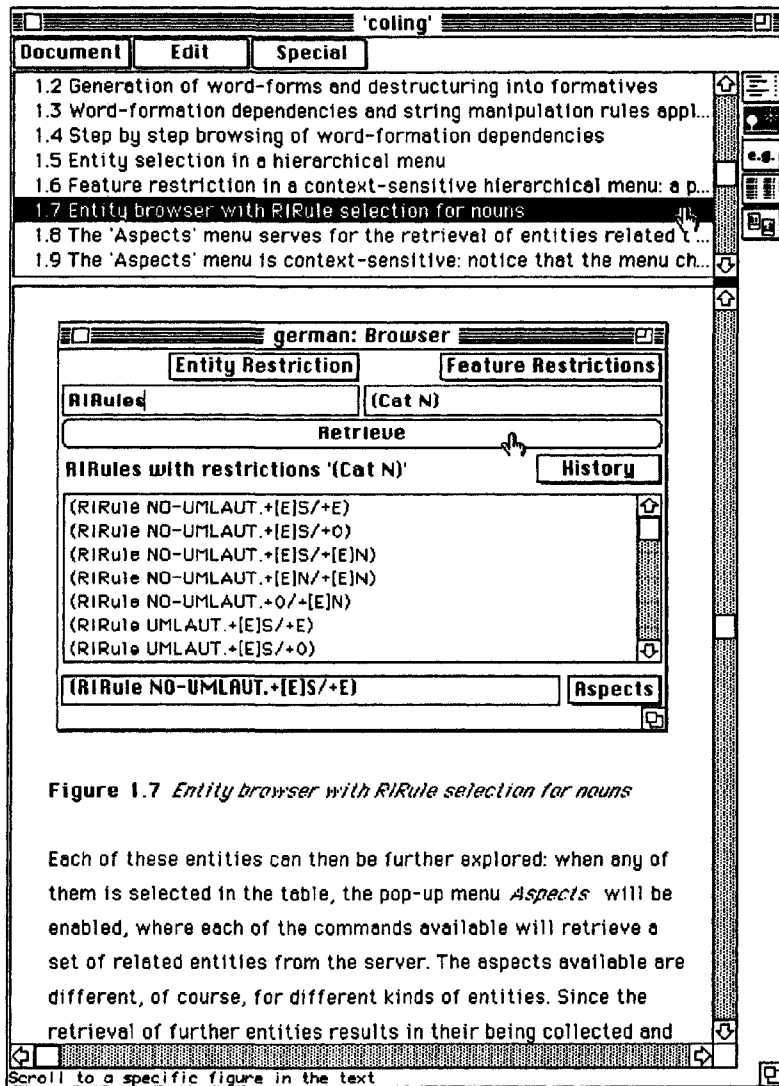 'coling'
Document Edit Special
1.2 Generation of word-forms and destructuring into formatives
1.3 Word-formation dependencies and string manipulation rules appl...
1.4 Step by step browsing of word-formation dependencies
1.5 Entity selection in a hierarchical menu
1.6 Feature restriction in a context-sensitive hierarchical menu: a p...
1.7 Entity browser with RIRule selection for nouns
1.8 The 'Aspects' menu serves for the retrieval of entities related t'...
1.9 The 'Aspects' menu is context-sensitive: notice that the menu ch...
e.g.
german: Browser
Entity Restriction Feature Restrictions
RIRules (Cat N)
Retrieve
RIRules with restrictions '(Cat N)' History
(RIRule NO-UMLAUT.+[E]S/+E)
(RIRule NO-UMLAUT.+[E]S/+0)
(RIRule NO-UMLAUT.+[E]S/+[E]N)
(RIRule NO-UMLAUT.+[E]N/+[E]N)
(RIRule NO-UMLAUT.+0/+[E]N)
(RIRule UMLAUT.+[E]S/+E)
(RIRule UMLAUT.+[E]S/+0)
(RIRule NO-UMLAUT.+[E]S/+E) Aspects
Figure 1.7 Entity browser with RIRule selection for nouns
Each of these entities can then be further explored: when any of
them is selected in the table, the pop-up menu Aspects will be
enabled, where each of the commands available will retrieve a
set of related entities from the server. The aspects available are
different, of course, for different kinds of entities. Since the
retrieval of further entities results in their being collected and
Scroll to a specific figure in the text